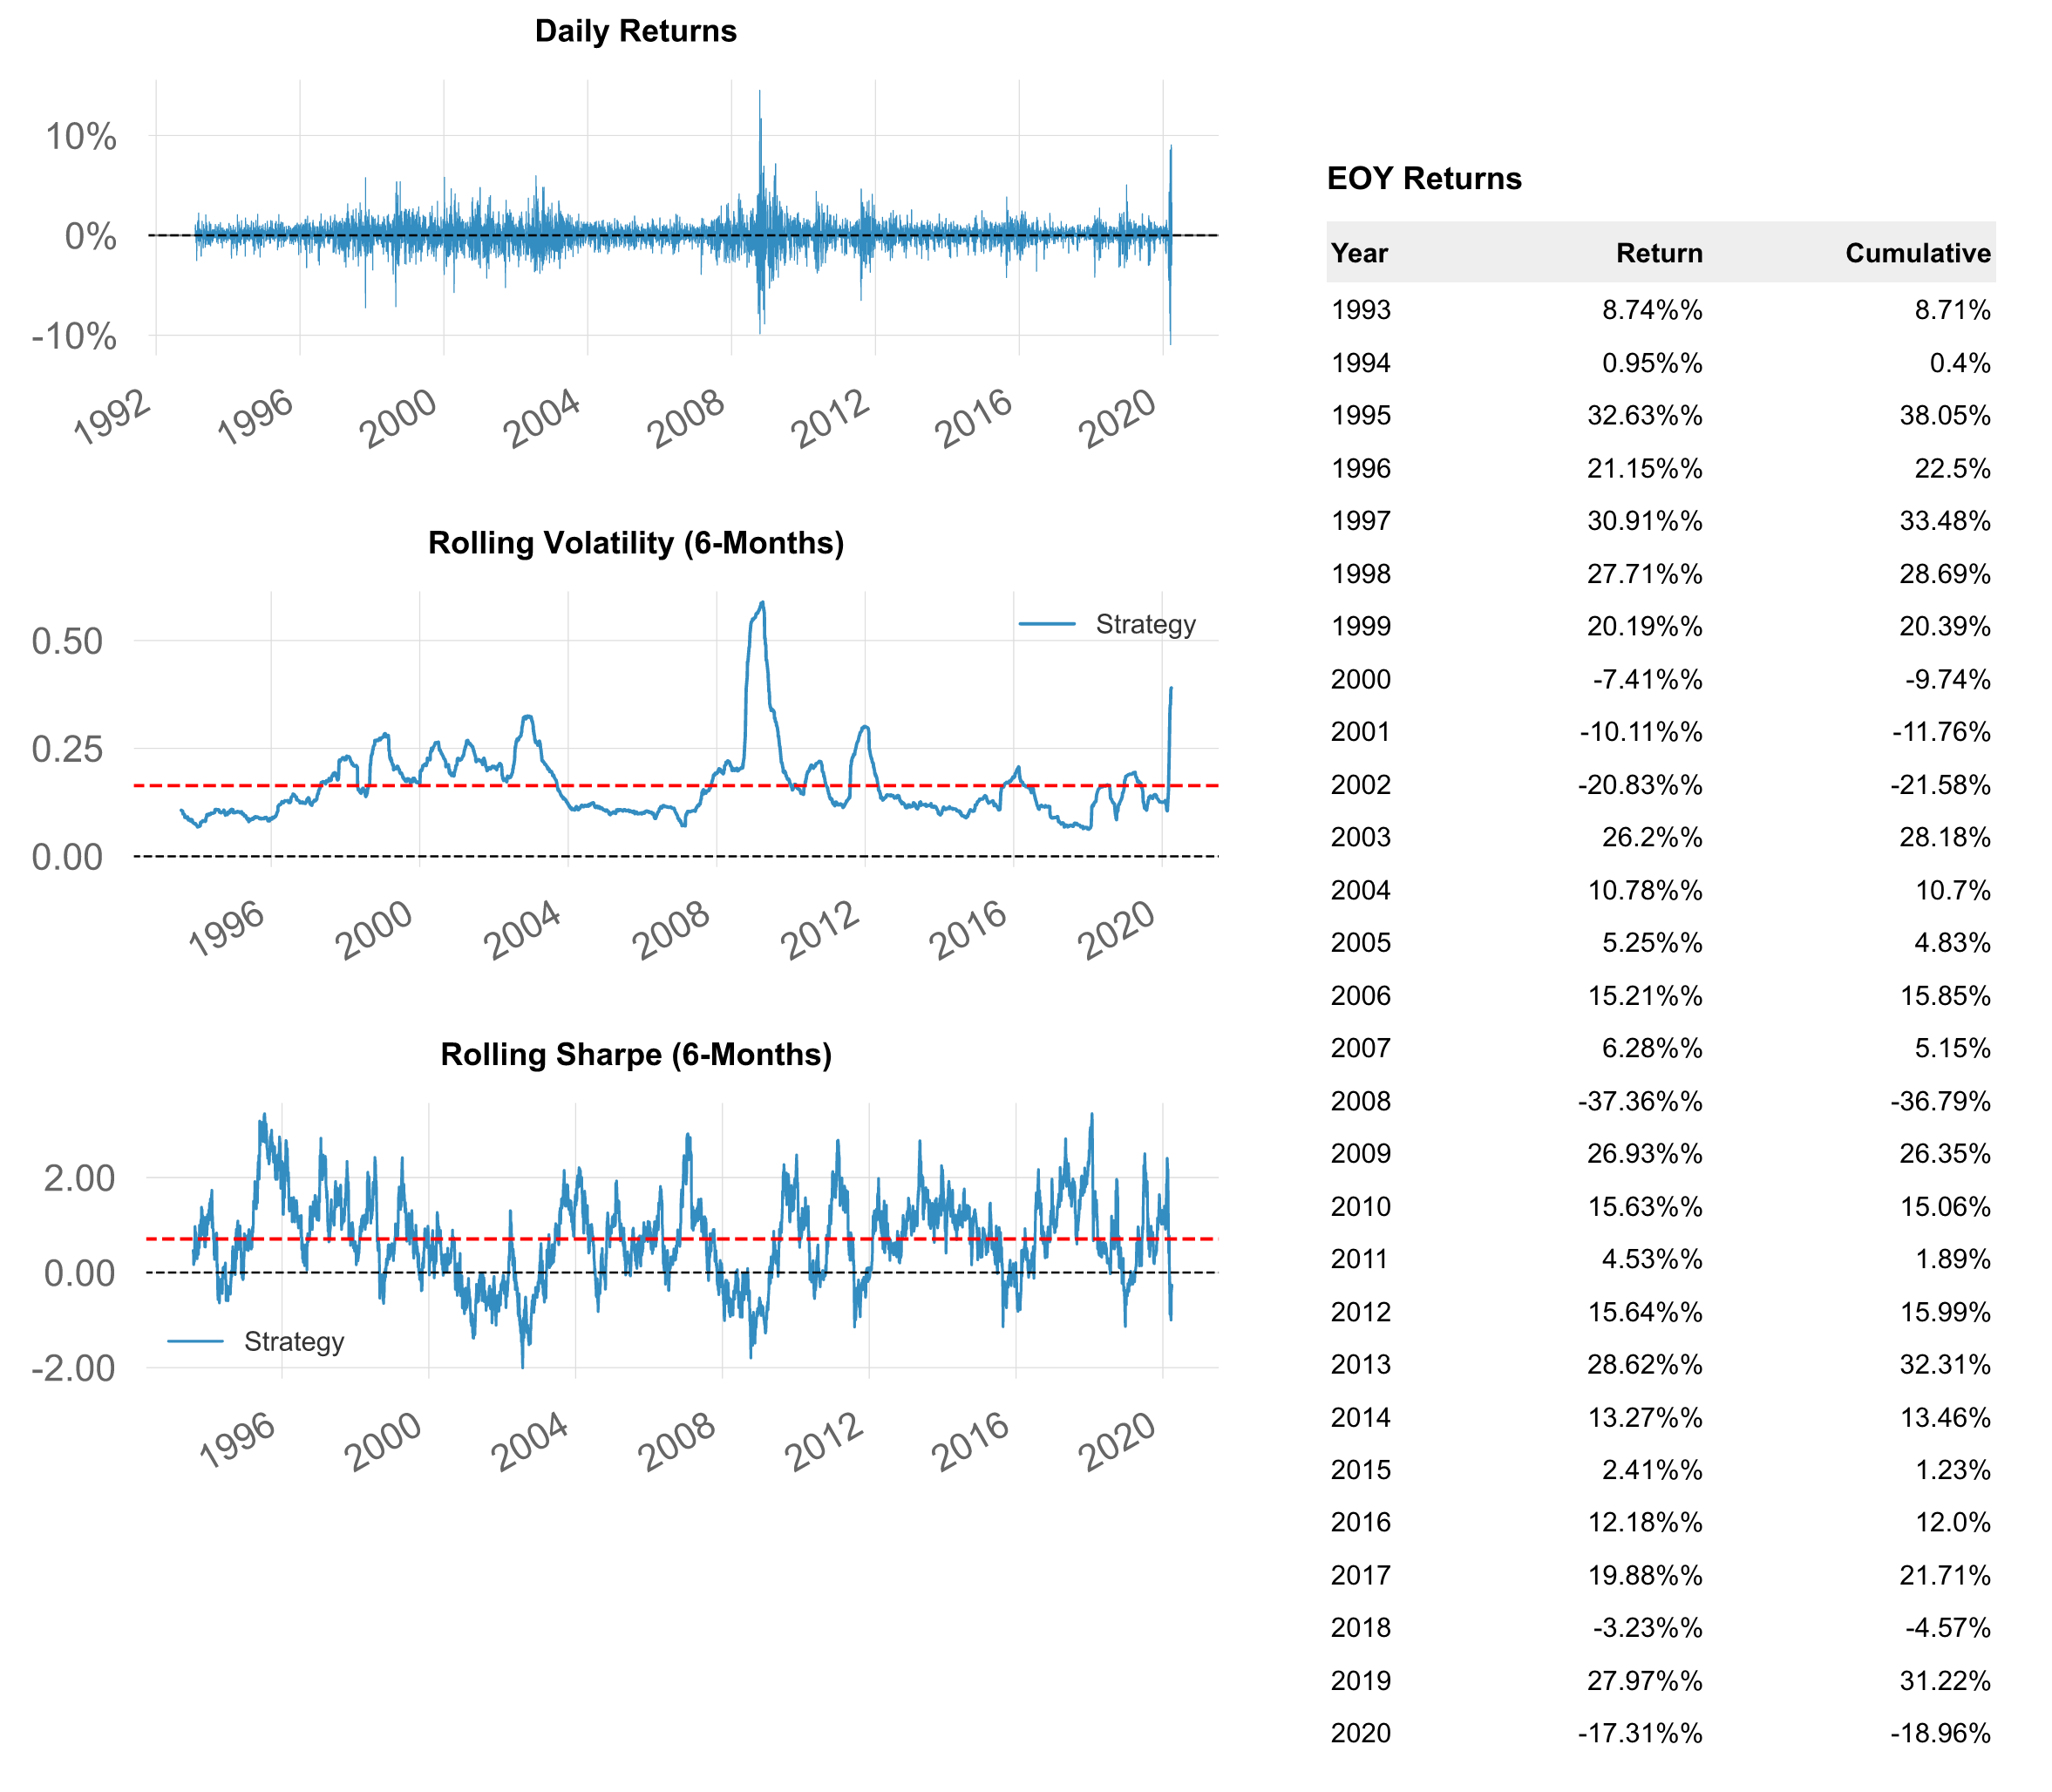 Daily Returns
10%
0%
-10%
1992 1996 2000 2004 2008 2012 2016 2020
Rolling Volatility (6-Months)
Strategy
0.50
0.25
0.00
1996 2000 2004 2008 2012 2016 2020
Rolling Sharpe (6-Months)
2.00
0.00
Strategy
-2.00
1996 2000 2004 2008 2012 2016 2020
EOY Returns
Year Return Cumulative
1993 8.74%% 8.71%
1994 0.95%% 0.4%
1995 32.63%% 38.05%
1996 21.15%% 22.5%
1997 30.91%% 33.48%
1998 27.71%% 28.69%
1999 20.19%% 20.39%
2000 -7.41%% -9.74%
2001 -10.11%% -11.76%
2002 -20.83%% -21.58%
2003 26.2%% 28.18%
2004 10.78%% 10.7%
2005 5.25%% 4.83%
2006 15.21%% 15.85%
2007 6.28%% 5.15%
2008 -37.36%% -36.79%
2009 26.93%% 26.35%
2010 15.63%% 15.06%
2011 4.53%% 1.89%
2012 15.64%% 15.99%
2013 28.62%% 32.31%
2014 13.27%% 13.46%
2015 2.41%% 1.23%
2016 12.18%% 12.0%
2017 19.88%% 21.71%
2018 -3.23%% -4.57%
2019 27.97%% 31.22%
2020 -17.31%% -18.96%